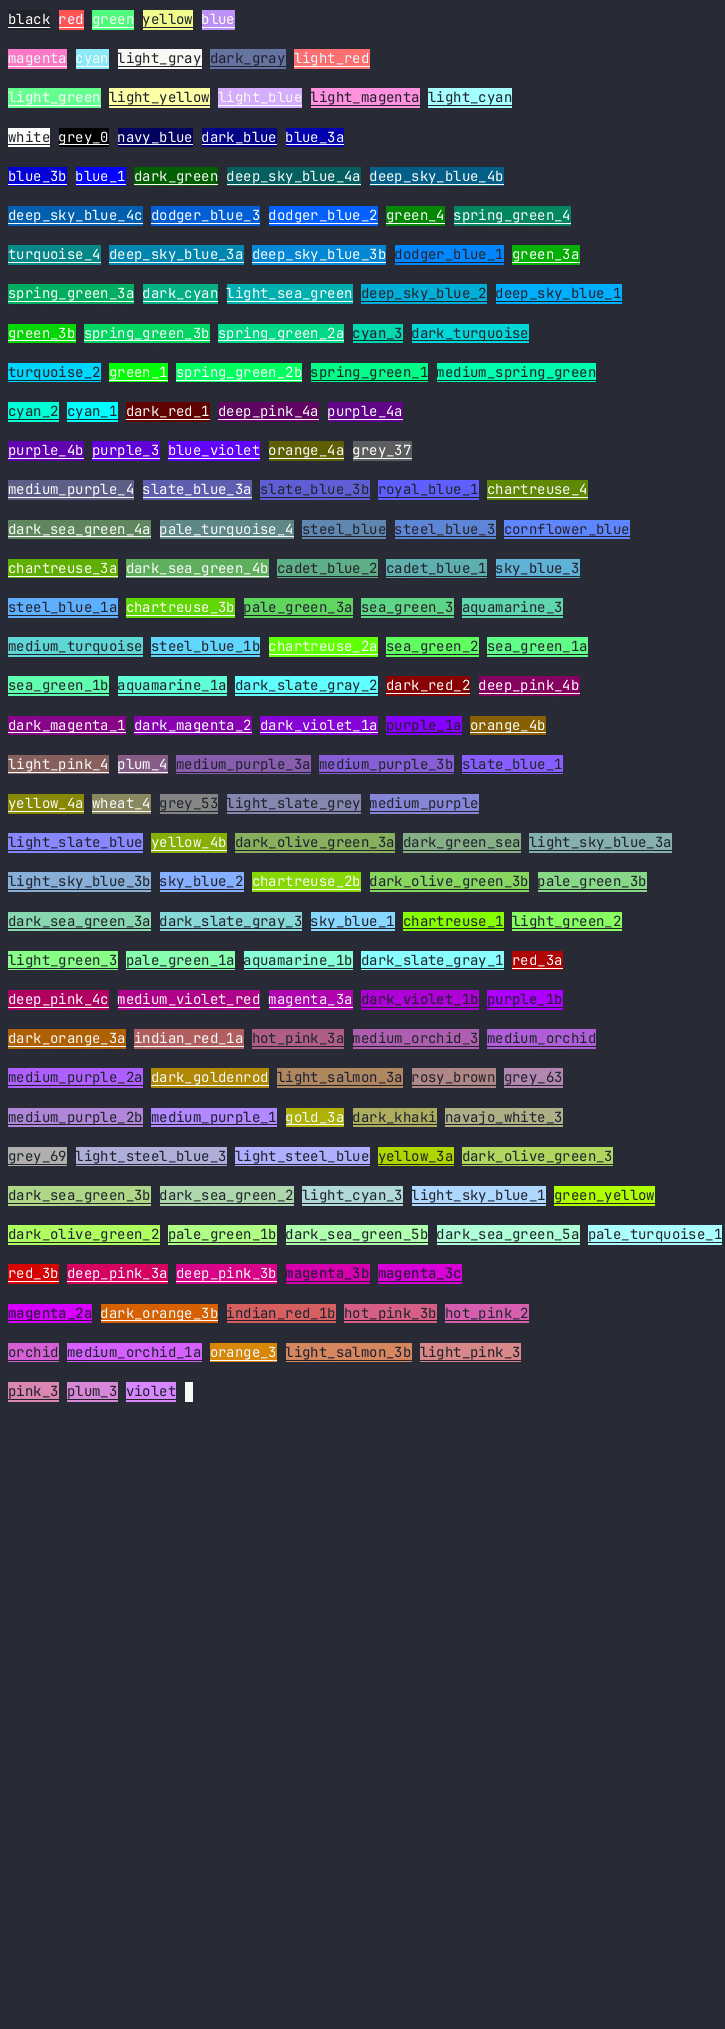 black red green yellow blue
magenta cyan light_gray dark_gray light_red
light_green light_yellow light_blue light_magenta light_cyan
white grey_0 navy_blue dark_blue blue_3a
blue_3b blue_1 dark_green deep_sky_blue_4a deep_sky_blue_4b
deep_sky_blue_4c dodger_blue_3 dodger_blue_2 green_4 spring_green_4
turquoise_4 deep_sky_blue_3a deep_sky_blue_3b dodger_blue_1 green_3a
spring_green_3a dark_cyan light_sea_green deep_sky_blue_2 deep_sky_blue_1
green_3b spring_green_3b spring_green_2a cyan_3 dark_turquoise
turquoise_2 green_1 spring_green_2b spring_green_1 medium_spring_green
cyan_2 cyan_1 dark_red_1 deep_pink_4a purple_4a
purple_4b purple_3 blue_violet orange_4a grey_37
medium_purple_4 slate_blue_3a slate_blue_3b royal_blue_1 chartreuse_4
dark_sea_green_4a pale_turquoise_4 steel_blue steel_blue_3 cornflower_blue
chartreuse_3a dark_sea_green_4b cadet_blue_2 cadet_blue_1 sky_blue_3
steel_blue_1a chartreuse_3b pale_green_3a sea_green_3 aquamarine_3
medium_turquoise steel_blue_1b chartreuse_2a sea_green_2 sea_green_1a
sea_green_1b aquamarine_1a dark_slate_gray_2 dark_red_2 deep_pink_4b
dark_magenta_1 dark_magenta_2 dark_violet_1a purple_1a orange_4b
light_pink_4 plum_4 medium_purple_3a medium_purple_3b slate_blue_1
yellow_4a wheat_4 grey_53 light_slate_grey medium_purple
light_slate_blue yellow_4b dark_olive_green_3a dark_green_sea light_sky_blue_3a
light_sky_blue_3b sky_blue_2 chartreuse_2b dark_olive_green_3b pale_green_3b
dark_sea_green_3a dark_slate_gray_3 sky_blue_1 chartreuse_1 light_green_2
light_green_3 pale_green_1a aquamarine_1b dark_slate_gray_1 red_3a
deep_pink_4c medium_violet_red magenta_3a dark_violet_1b purple_1b
dark_orange_3a indian_red_1a hot_pink_3a medium_orchid_3 medium_orchid
medium_purple_2a dark_goldenrod light_salmon_3a rosy_brown grey_63
medium_purple_2b medium_purple_1 gold_3a dark_khaki navajo_white_3
grey_69 light_steel_blue_3 light_steel_blue yellow_3a dark_olive_green_3
dark_sea_green_3b dark_sea_green_2 light_cyan_3 light_sky_blue_1 green_yellow
dark_olive_green_2 pale_green_1b dark_sea_green_5b dark_sea_green_5a pale_turquoise_1
red_3b deep_pink_3a deep_pink_3b magenta_3b magenta_3c
magenta_2a dark_orange_3b indian_red_1b hot_pink_3b hot_pink_2
orchid medium_orchid_1a orange_3 light_salmon_3b light_pink_3
pink_3 plum_3 violet